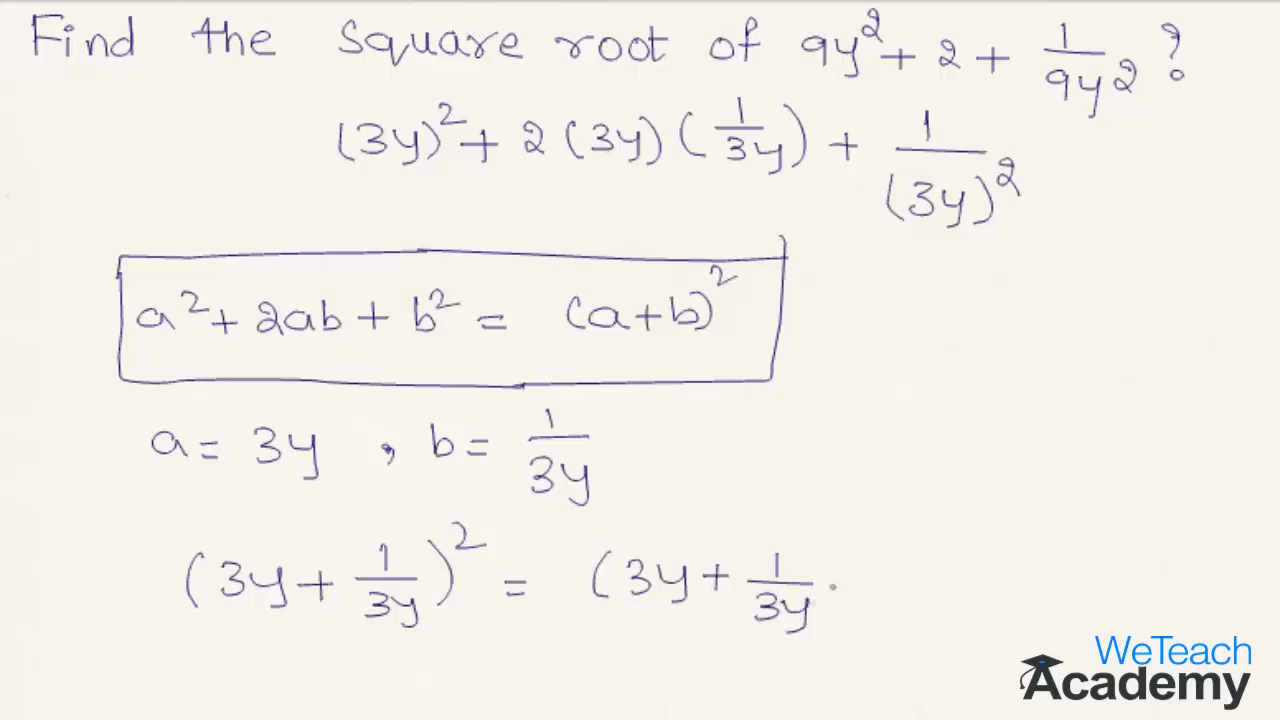 Find the square root of 9y² + 2 + 1/9y² ?
(3y)² + 2 (3y) (1/3y) + 1/(3y)²
a² + 2ab + b² = (a+b)²
a = 3y , b = 1/3y
(3y + 1/3y)² = (3y + 1/3y
WeTeach
Academy